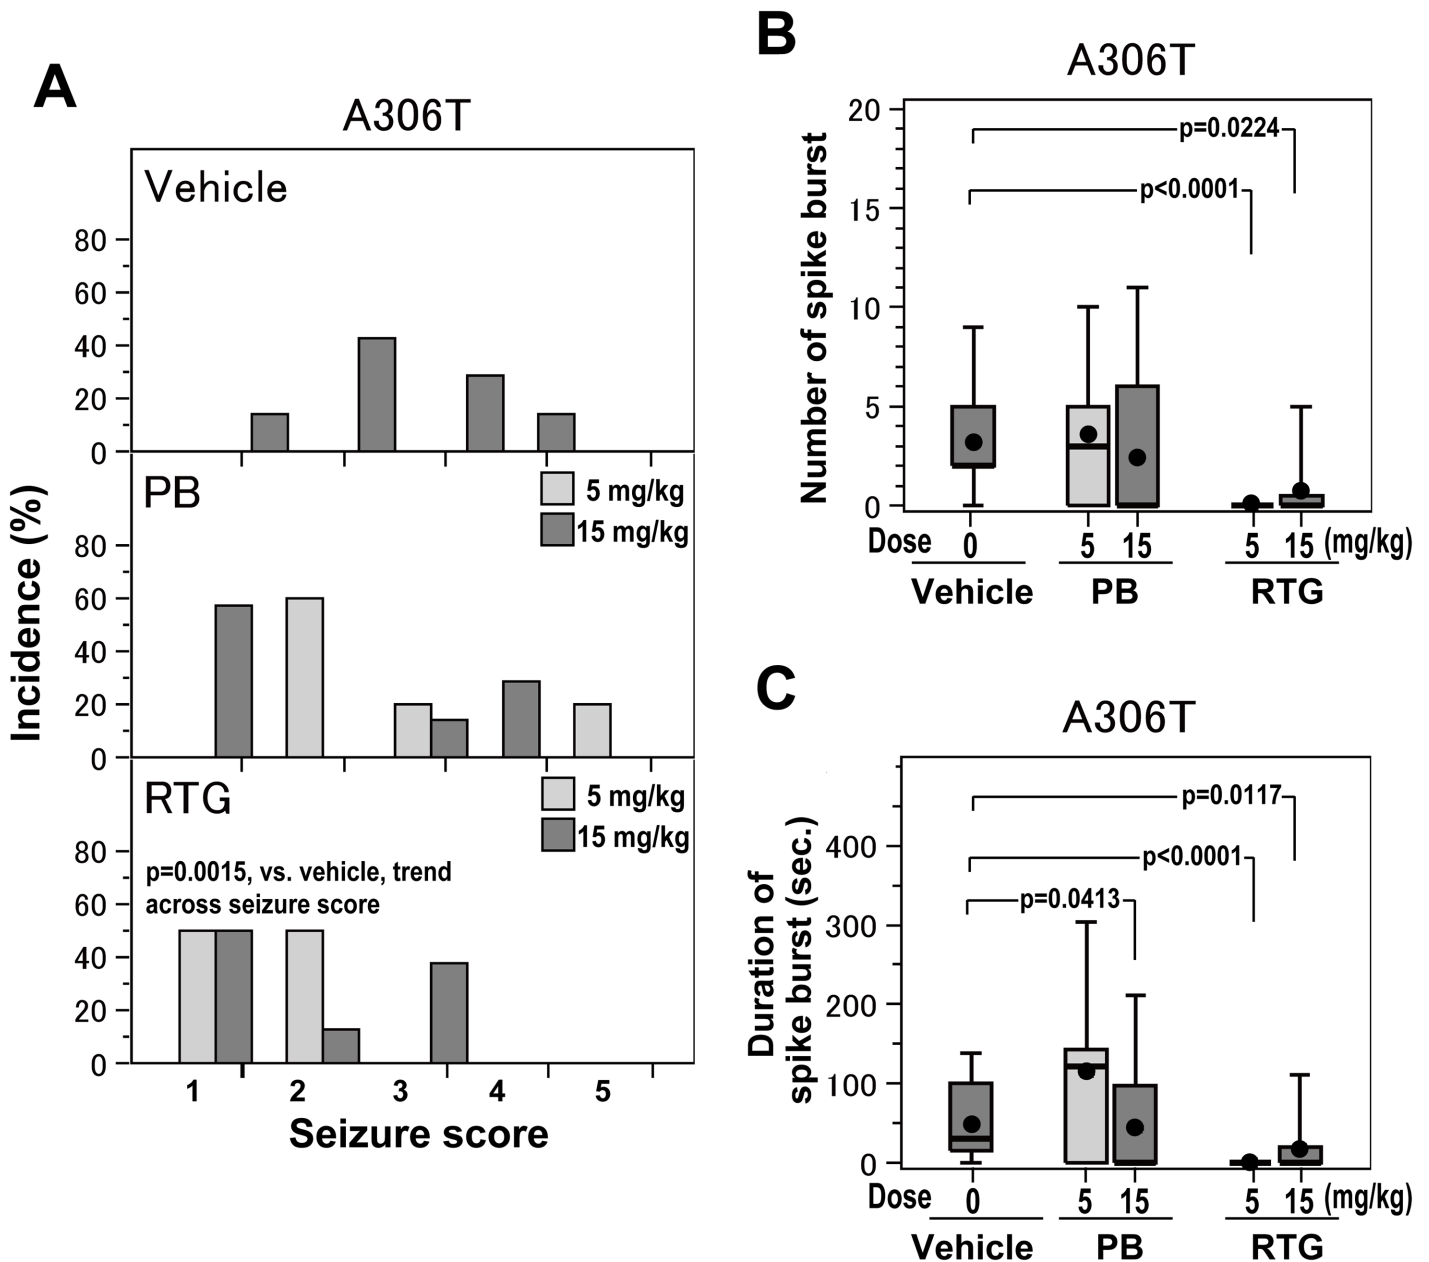 A
A306T
Vehicle
80
60
40
20
0
PB
5 mg/kg
15 mg/kg
80
60
40
20
0
RTG
5 mg/kg
15 mg/kg
p=0.0015, vs. vehicle, trend
across seizure score
80
60
40
20
0
1 2 3 4 5
Seizure score
Incidence (%)
B
A306T
20
15
10
5
0
Number of spike burst
p=0.0224
p<0.0001
Dose 0 5 15 5 15 (mg/kg)
Vehicle PB RTG
C
A306T
400
300
200
100
0
Duration of
spike burst (sec.)
p=0.0117
p<0.0001
p=0.0413
Dose 0 5 15 5 15 (mg/kg)
Vehicle PB RTG